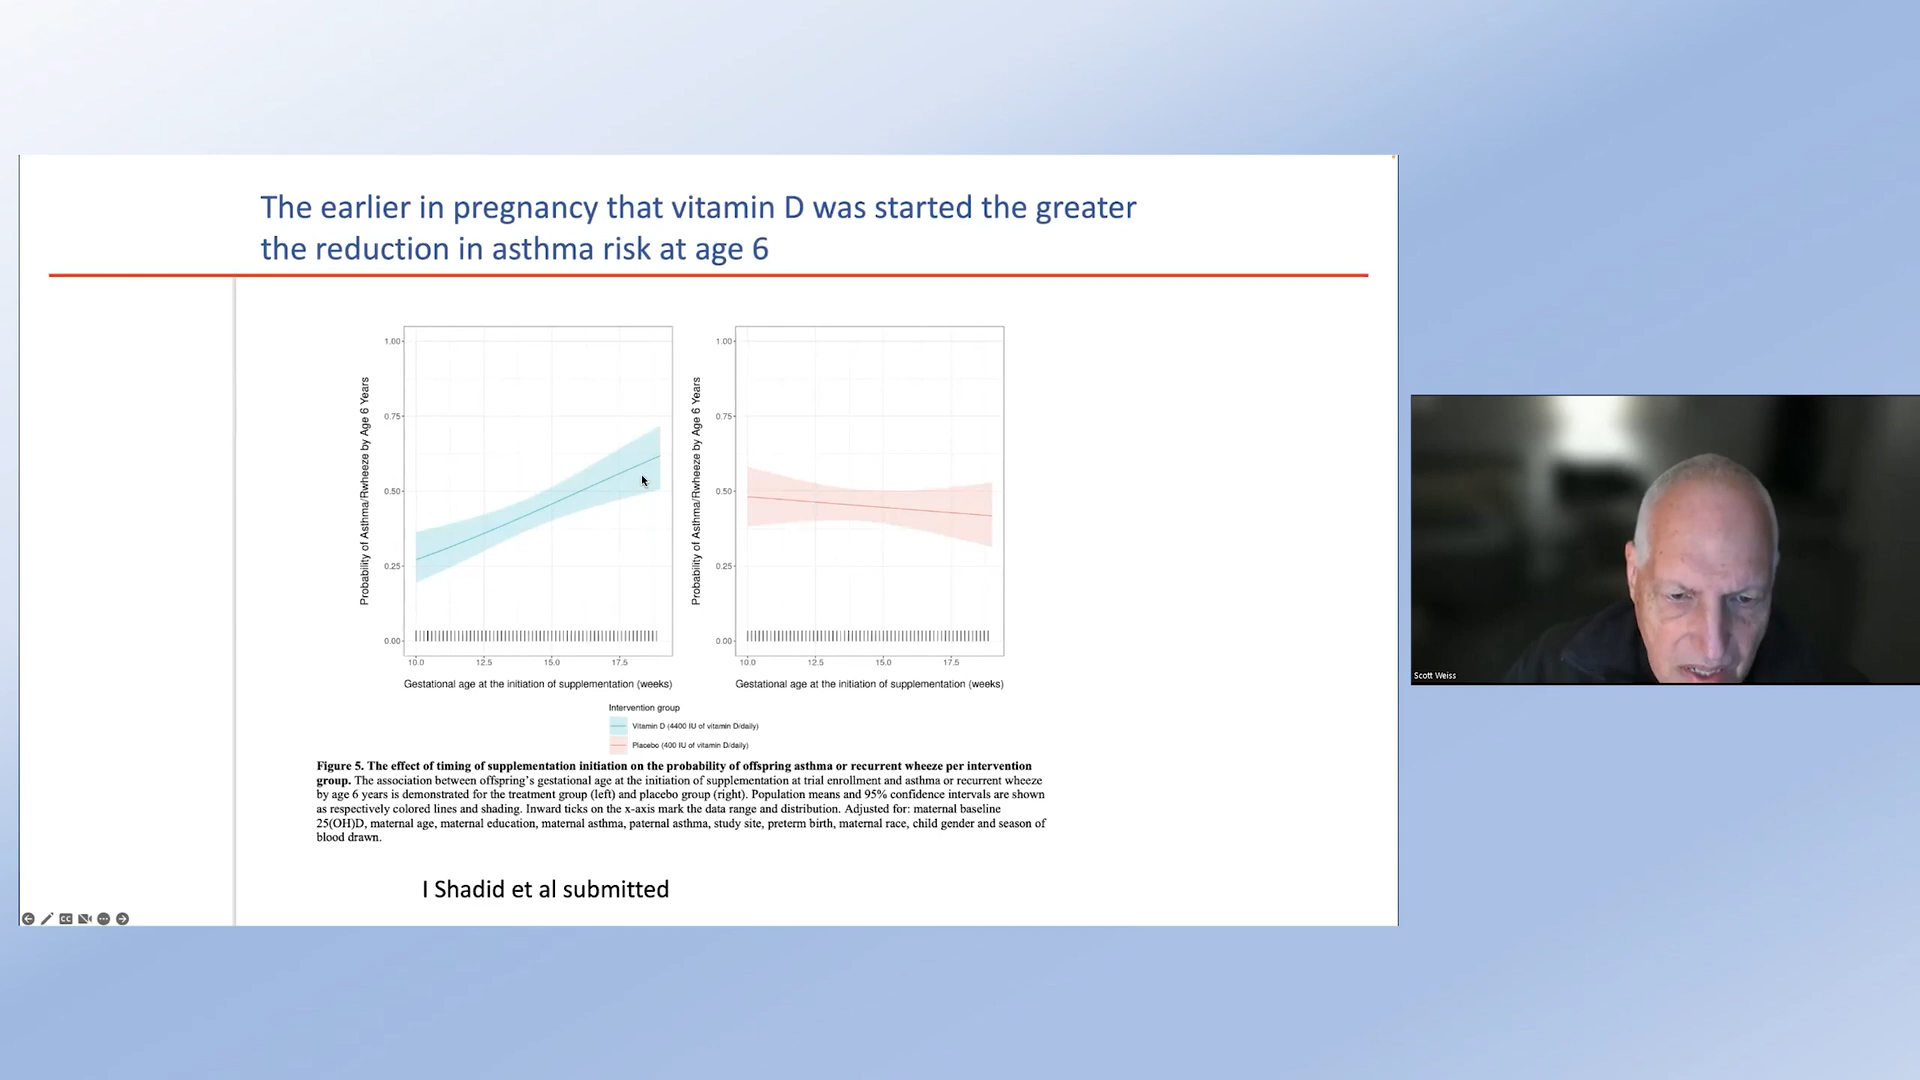 The earlier in pregnancy that vitamin D was started the greater
the reduction in asthma risk at age 6
Probability of Asthma/Rwheeze by Age 6 Years
1.00
0.75
0.50
0.25
0.00
10.0 12.5 15.0 17.5
Gestational age at the initiation of supplementation (weeks)
Probability of Asthma/Rwheeze by Age 6 Years
1.00
0.75
0.50
0.25
0.00
10.0 12.5 15.0 17.5
Gestational age at the initiation of supplementation (weeks)
Intervention group
Vitamin D (4400 IU of vitamin D/daily)
Placebo (400 IU of vitamin D/daily)
Figure 5. The effect of timing of supplementation initiation on the probability of offspring asthma or recurrent wheeze per intervention
group. The association between offspring's gestational age at the initiation of supplementation at trial enrollment and asthma or recurrent wheeze
by age 6 years is demonstrated for the treatment group (left) and placebo group (right). Population means and 95% confidence intervals are shown
as respectively colored lines and shading. Inward ticks on the x-axis mark the data range and distribution. Adjusted for: maternal baseline
25(OH)D, maternal age, maternal education, maternal asthma, paternal asthma, study site, preterm birth, maternal race, child gender and season of
blood drawn.
I Shadid et al submitted
CC
Scott Weiss